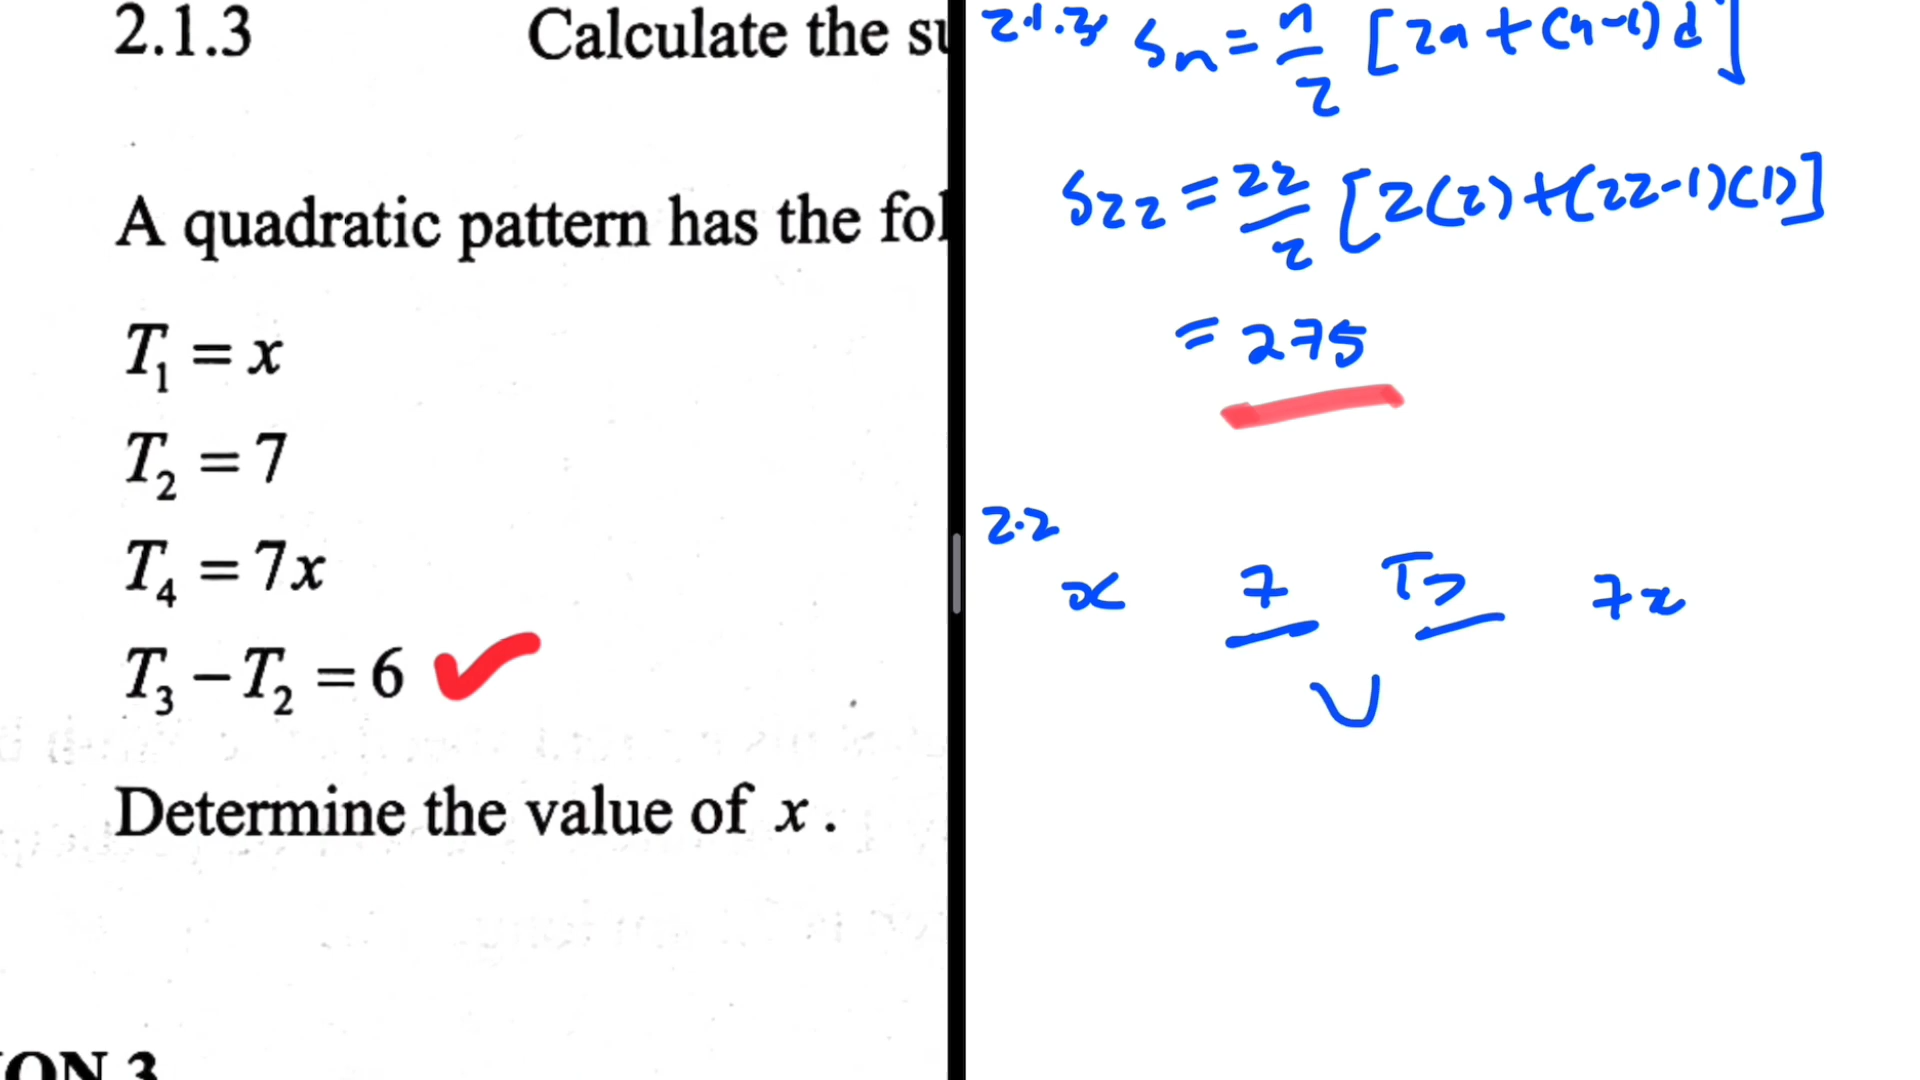 2.1.3 Calculate the su
A quadratic pattern has the fol
T₁ = x
T₂ = 7
T₄ = 7x
T₃ − T₂ = 6 ✓
Determine the value of x .
ION 3
2.1.3 Sn = n/2 [2a + (n-1)d]
S22 = 22/2 [2(2)+(22-1)(1)]
= 275
2.2
x 7 T3 7x